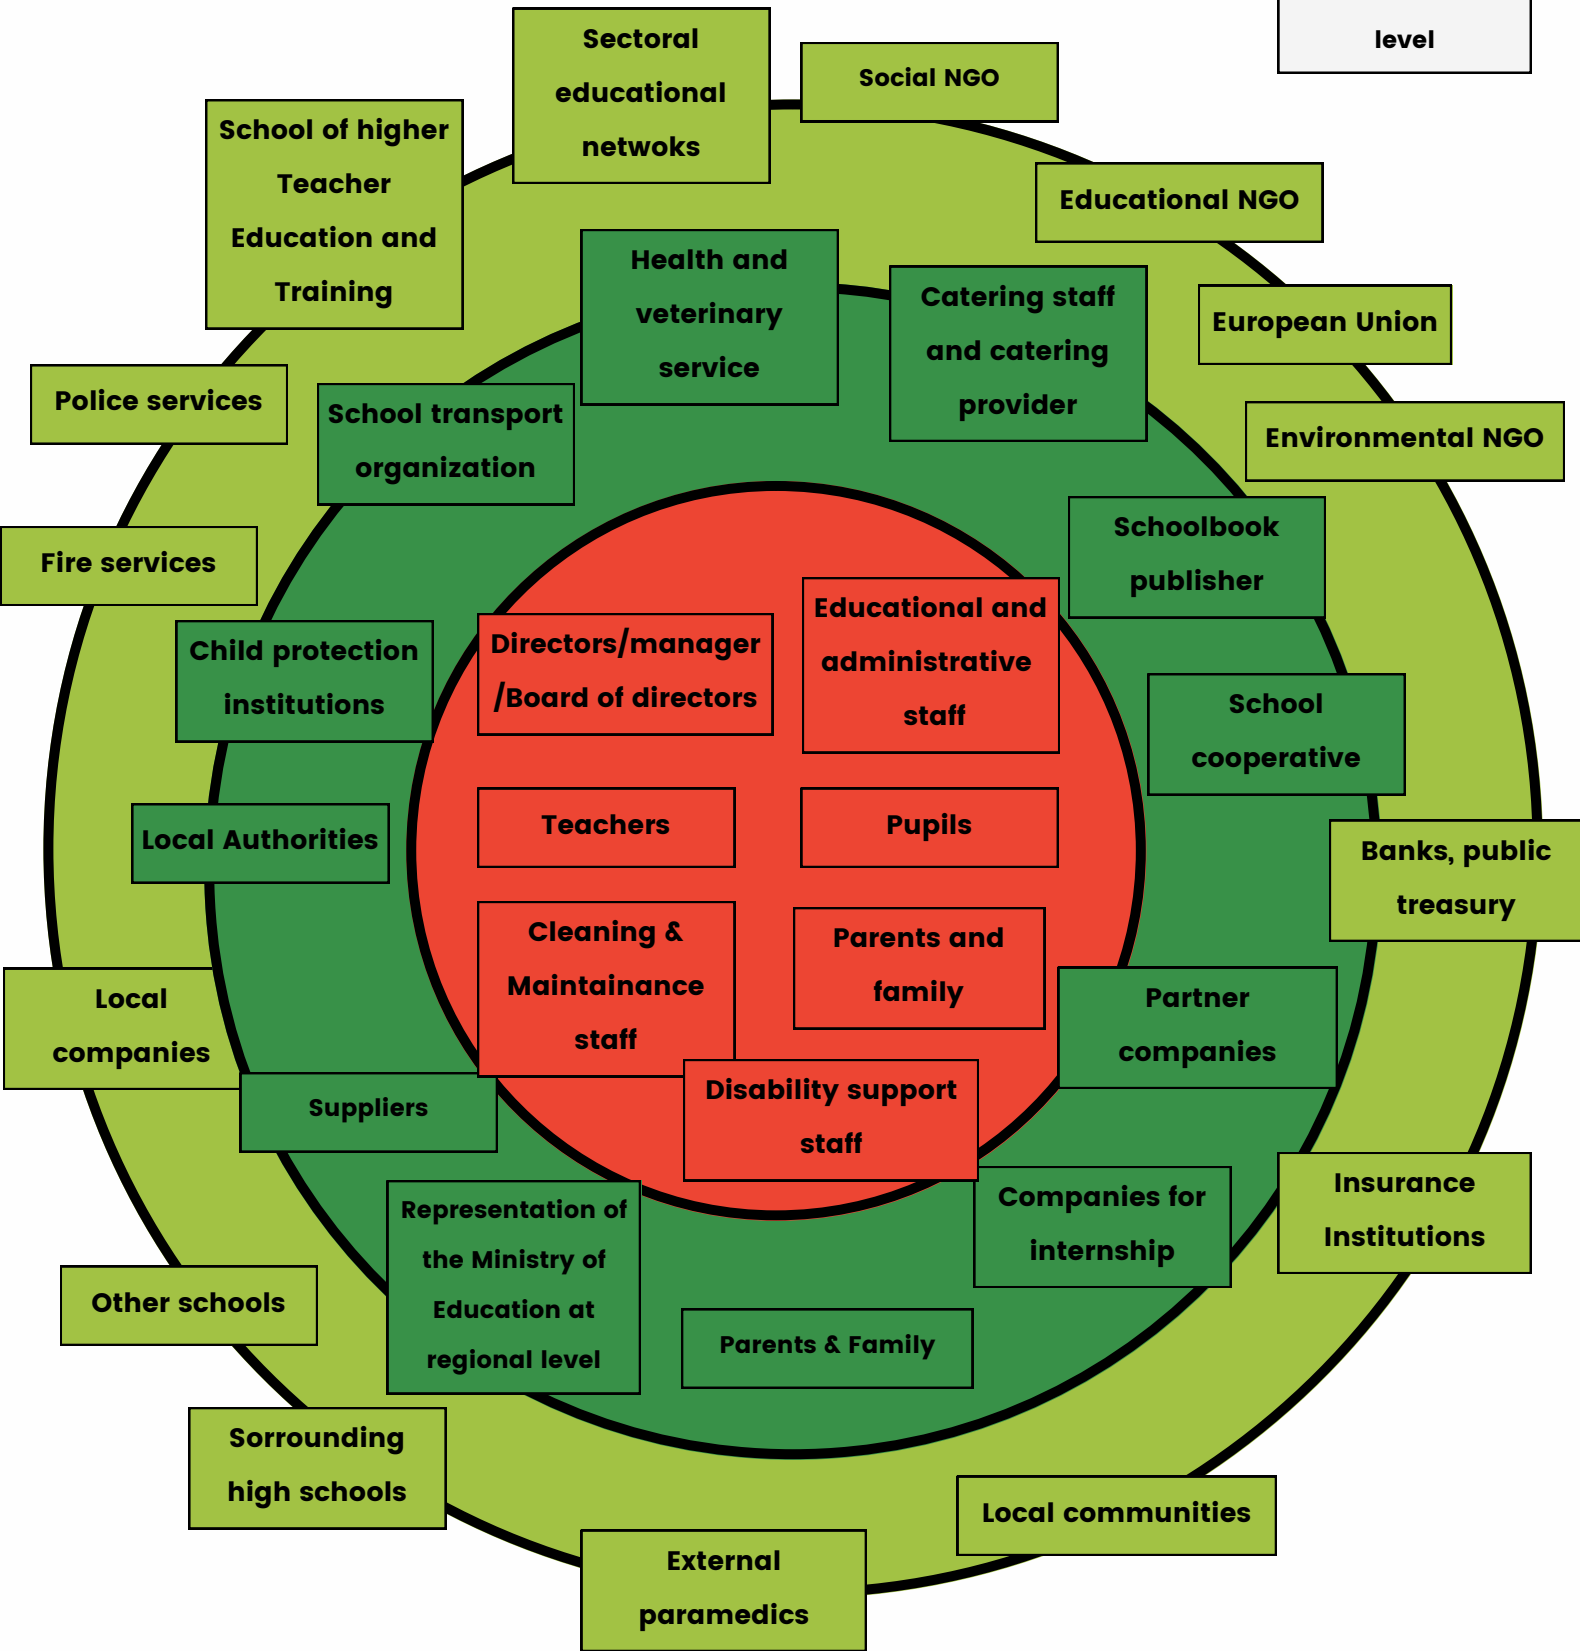 level
Sectoral
educational
netwoks
Social NGO
School of higher
Teacher
Education and
Training
Educational NGO
Health and
veterinary
service
Catering staff
and catering
provider
European Union
Police services
School transport
organization
Environmental NGO
Fire services
Schoolbook
publisher
Child protection
institutions
Directors/manager
/Board of directors
Educational and
administrative
staff
School
cooperative
Local Authorities
Teachers
Pupils
Banks, public
treasury
Cleaning &
Maintainance
staff
Parents and
family
Local
companies
Partner
companies
Suppliers
Disability support
staff
Representation of
the Ministry of
Education at
regional level
Companies for
internship
Insurance
Institutions
Other schools
Parents & Family
Sorrounding
high schools
Local communities
External
paramedics